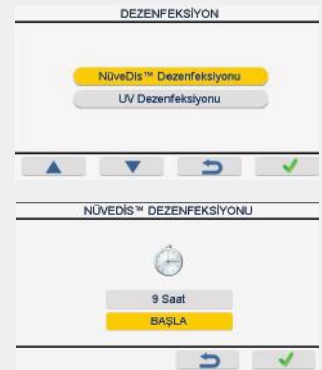 DEZENFEKSİYON
NüveDis™ Dezenfeksiyonu
UV Dezenfeksiyonu
NÜVEDİS™ DEZENFEKSİYONU
9 Saat
BAŞLA